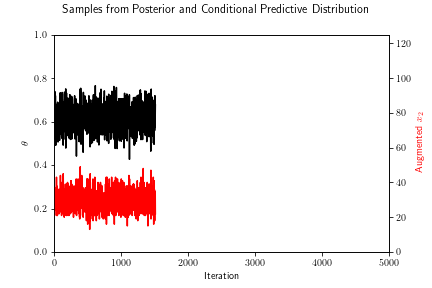 Samples from Posterior and Conditional Predictive Distribution
1.0
0.8
0.6
0.4
0.2
0.0
θ
120
100
80
60
40
20
0
Augmented x₂
0 1000 2000 3000 4000 5000
Iteration